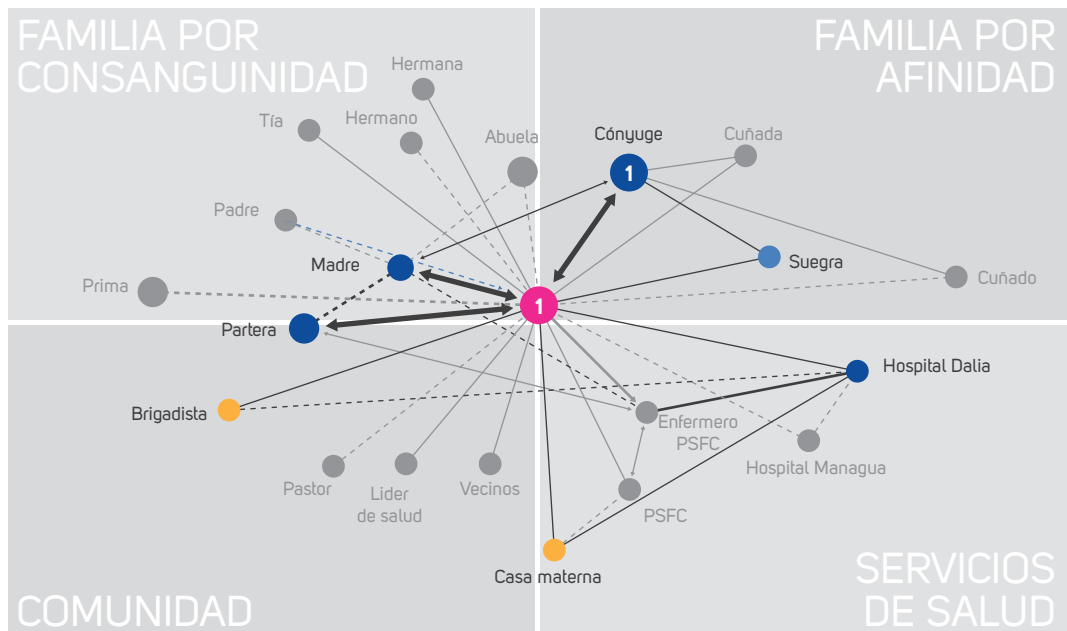 FAMILIA POR
CONSANGUINIDAD
FAMILIA POR
AFINIDAD
Hermana
Tía
Hermano
Abuela
Cónyuge
1
Cuñada
Padre
Madre
Suegra
Prima
Cuñado
1
Partera
Hospital Dalia
Brigadista
Enfermero
PSFC
Hospital Managua
Pastor
Lider
de salud
Vecinos
PSFC
Casa materna
COMUNIDAD
SERVICIOS
DE SALUD